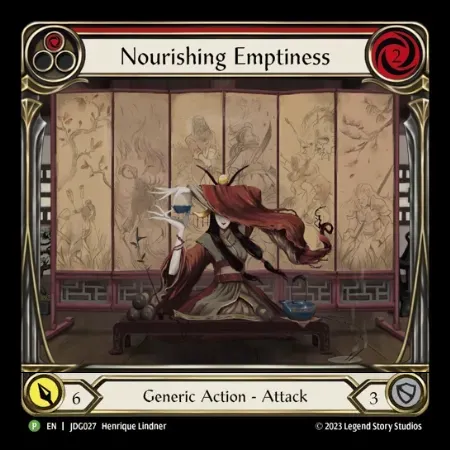 Nourishing Emptiness
2
6 Generic Action - Attack 3
P EN | JDG027 Henrique Lindner © 2023 Legend Story Studios